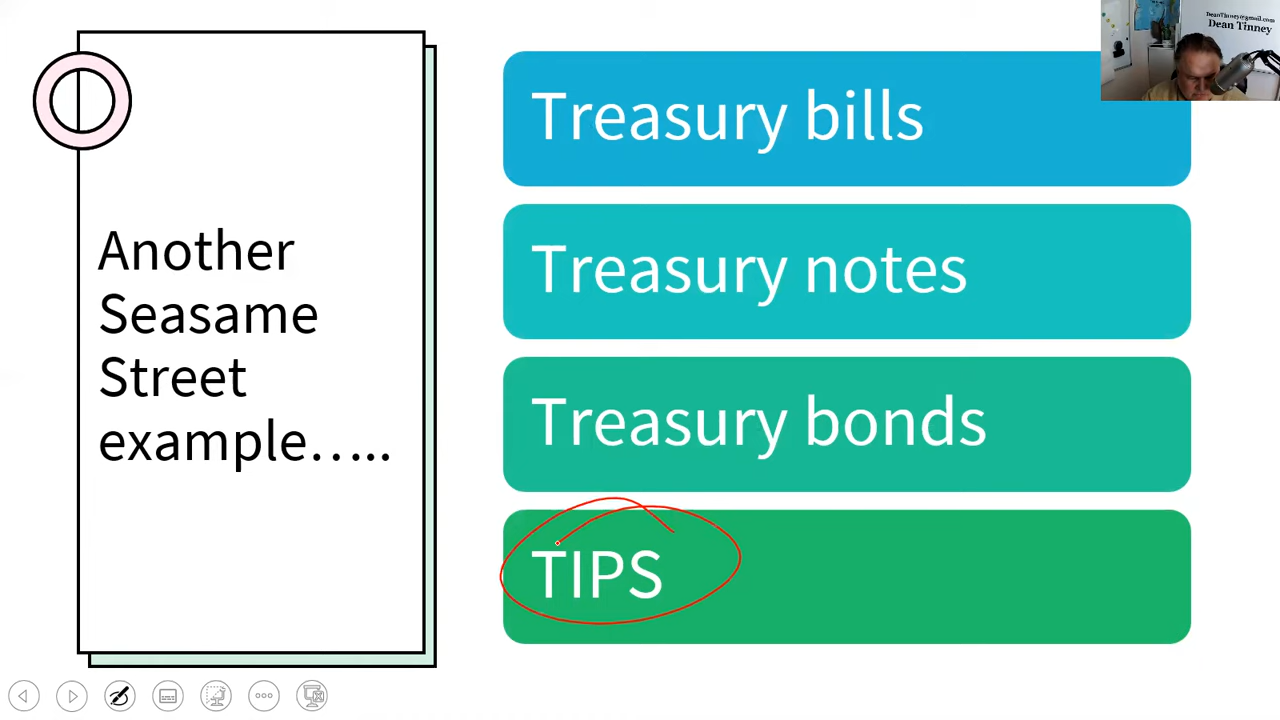 Another
Seasame
Street
example…..
Treasury bills
Treasury notes
Treasury bonds
TIPS
DeanTinney@gmail.com
Dean Tinney